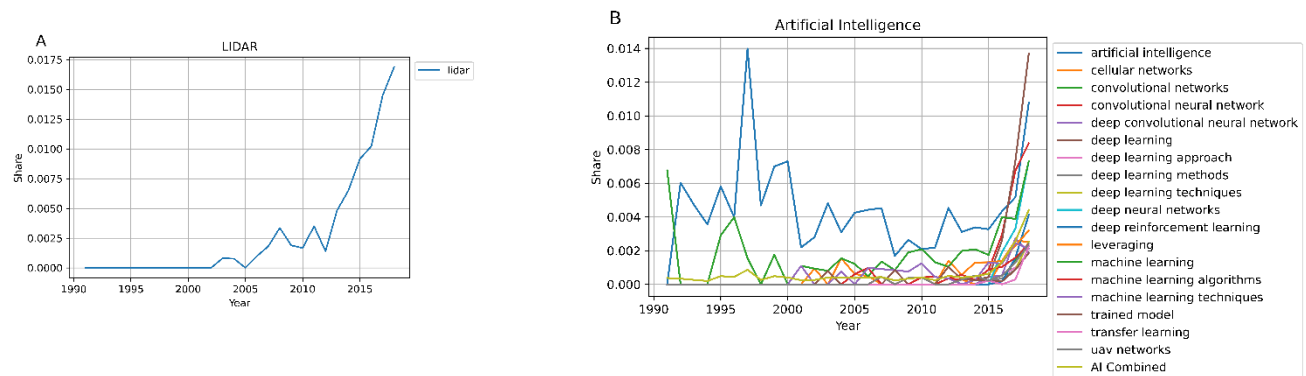 A
LIDAR
0.0175
0.0150
0.0125
0.0100
0.0075
0.0050
0.0025
0.0000
Share
1990 1995 2000 2005 2010 2015
Year
lidar
B
Artificial Intelligence
0.014
0.012
0.010
0.008
0.006
0.004
0.002
0.000
Share
1990 1995 2000 2005 2010 2015
Year
artificial intelligence
cellular networks
convolutional networks
convolutional neural network
deep convolutional neural network
deep learning
deep learning approach
deep learning methods
deep learning techniques
deep neural networks
deep reinforcement learning
leveraging
machine learning
machine learning algorithms
machine learning techniques
trained model
transfer learning
uav networks
AI Combined